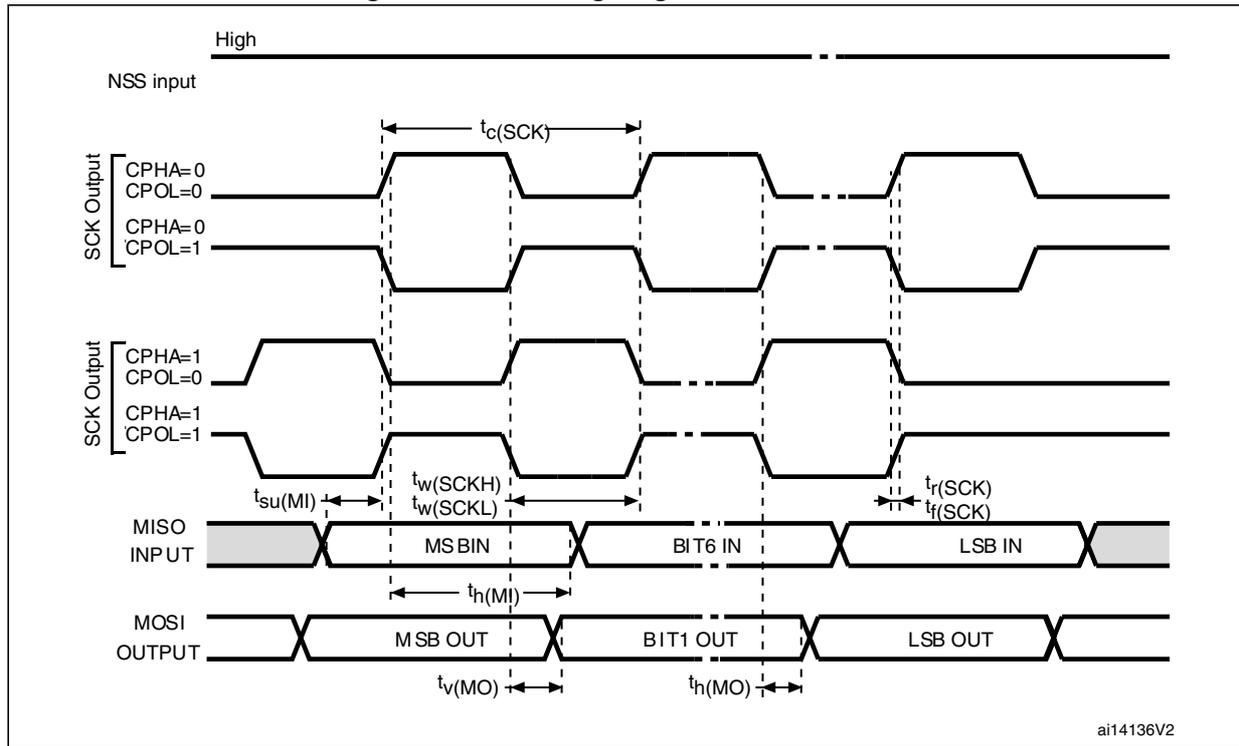 High
NSS input
tc(SCK)
SCK Output
CPHA=0
CPOL=0
CPHA=0
CPOL=1
SCK Output
CPHA=1
CPOL=0
CPHA=1
CPOL=1
tsu(MI)
tw(SCKH)
tw(SCKL)
tr(SCK)
tf(SCK)
MISO
INPUT
MSBIN
BIT6 IN
LSB IN
th(MI)
MOSI
OUTPUT
MSB OUT
BIT1 OUT
LSB OUT
tv(MO)
th(MO)
ai14136V2